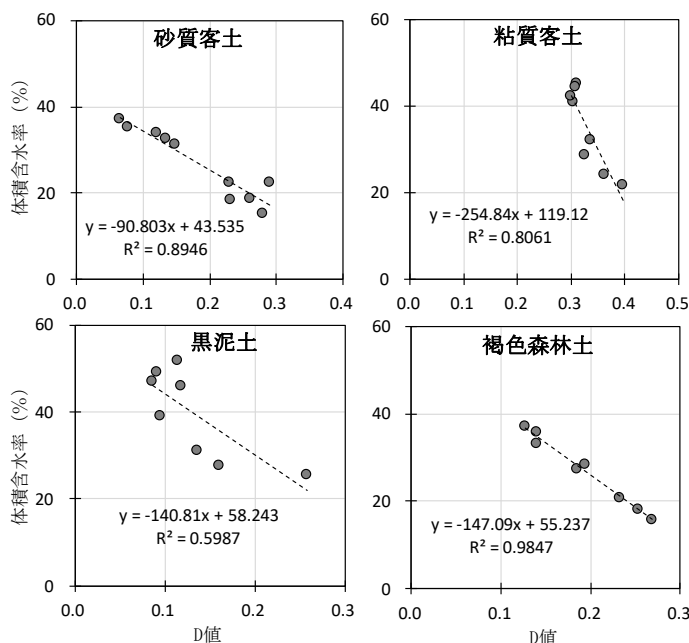 砂質客土
粘質客土
体積含水率 (%)
60
40
20
0
y = -90.803x + 43.535
R² = 0.8946
0.0 0.1 0.2 0.3 0.4
60
40
20
0
y = -254.84x + 119.12
R² = 0.8061
0.0 0.1 0.2 0.3 0.4 0.5
黒泥土
褐色森林土
体積含水率 (%)
60
40
20
0
y = -140.81x + 58.243
R² = 0.5987
0.0 0.1 0.2 0.3
D値
60
40
20
0
y = -147.09x + 55.237
R² = 0.9847
0.0 0.1 0.2 0.3
D値